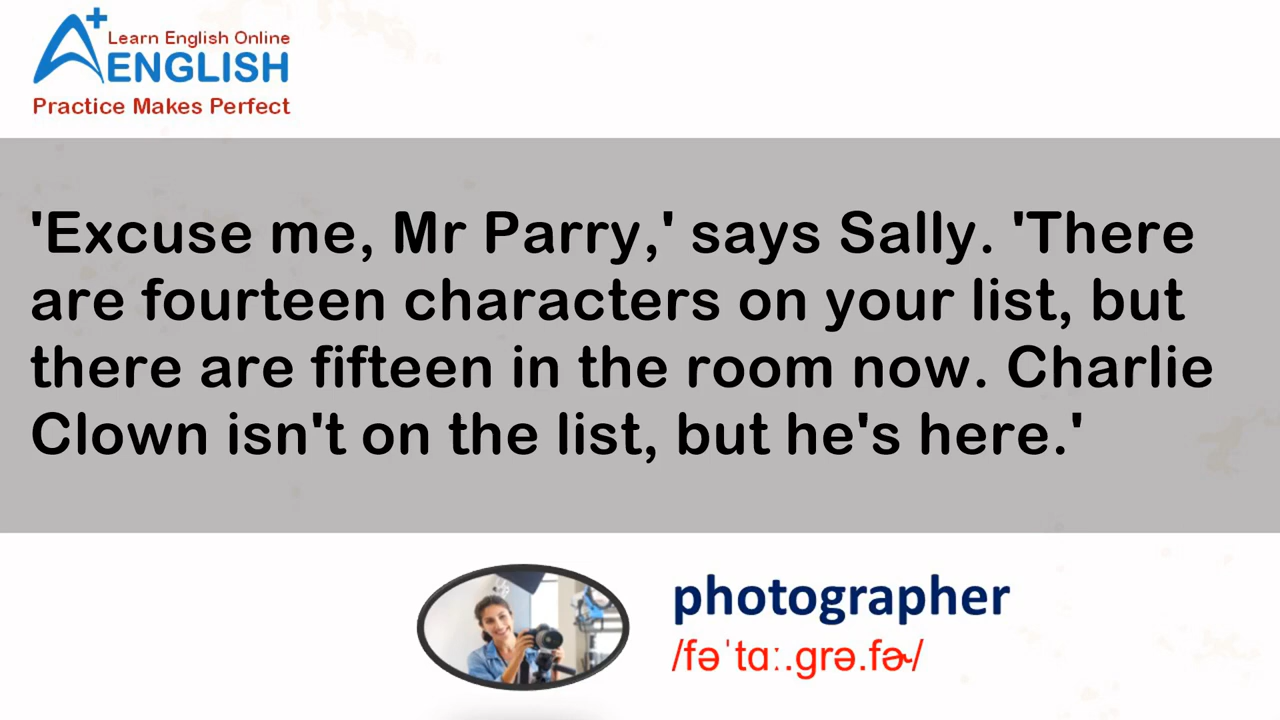 A+
Learn English Online
ENGLISH
Practice Makes Perfect
'Excuse me, Mr Parry,' says Sally. 'There
are fourteen characters on your list, but
there are fifteen in the room now. Charlie
Clown isn't on the list, but he's here.'
photographer
/fəˈtɑː.ɡrə.fɚ/